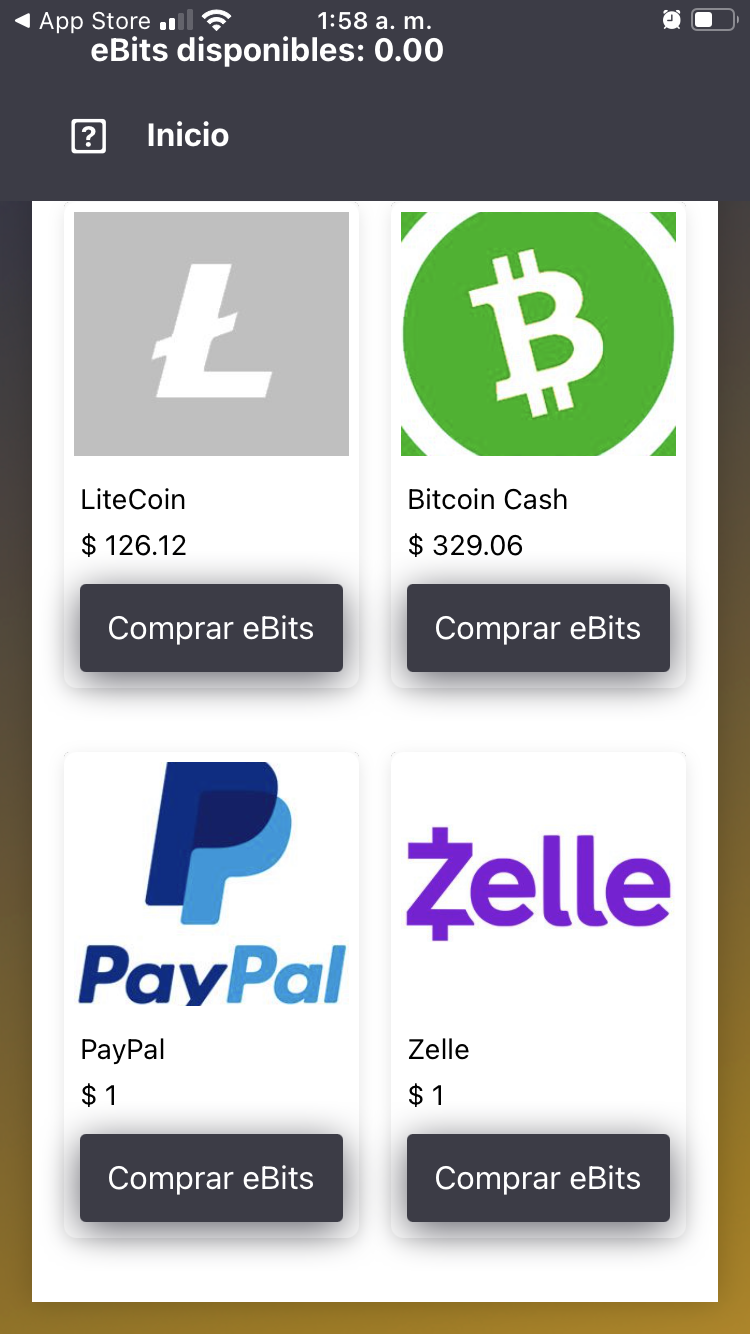 App Store 1:58 a. m.
eBits disponibles: 0.00
? Inicio
LiteCoin Bitcoin Cash
$ 126.12 $ 329.06
Comprar eBits Comprar eBits
PayPal Zelle
PayPal Zelle
$ 1 $ 1
Comprar eBits Comprar eBits